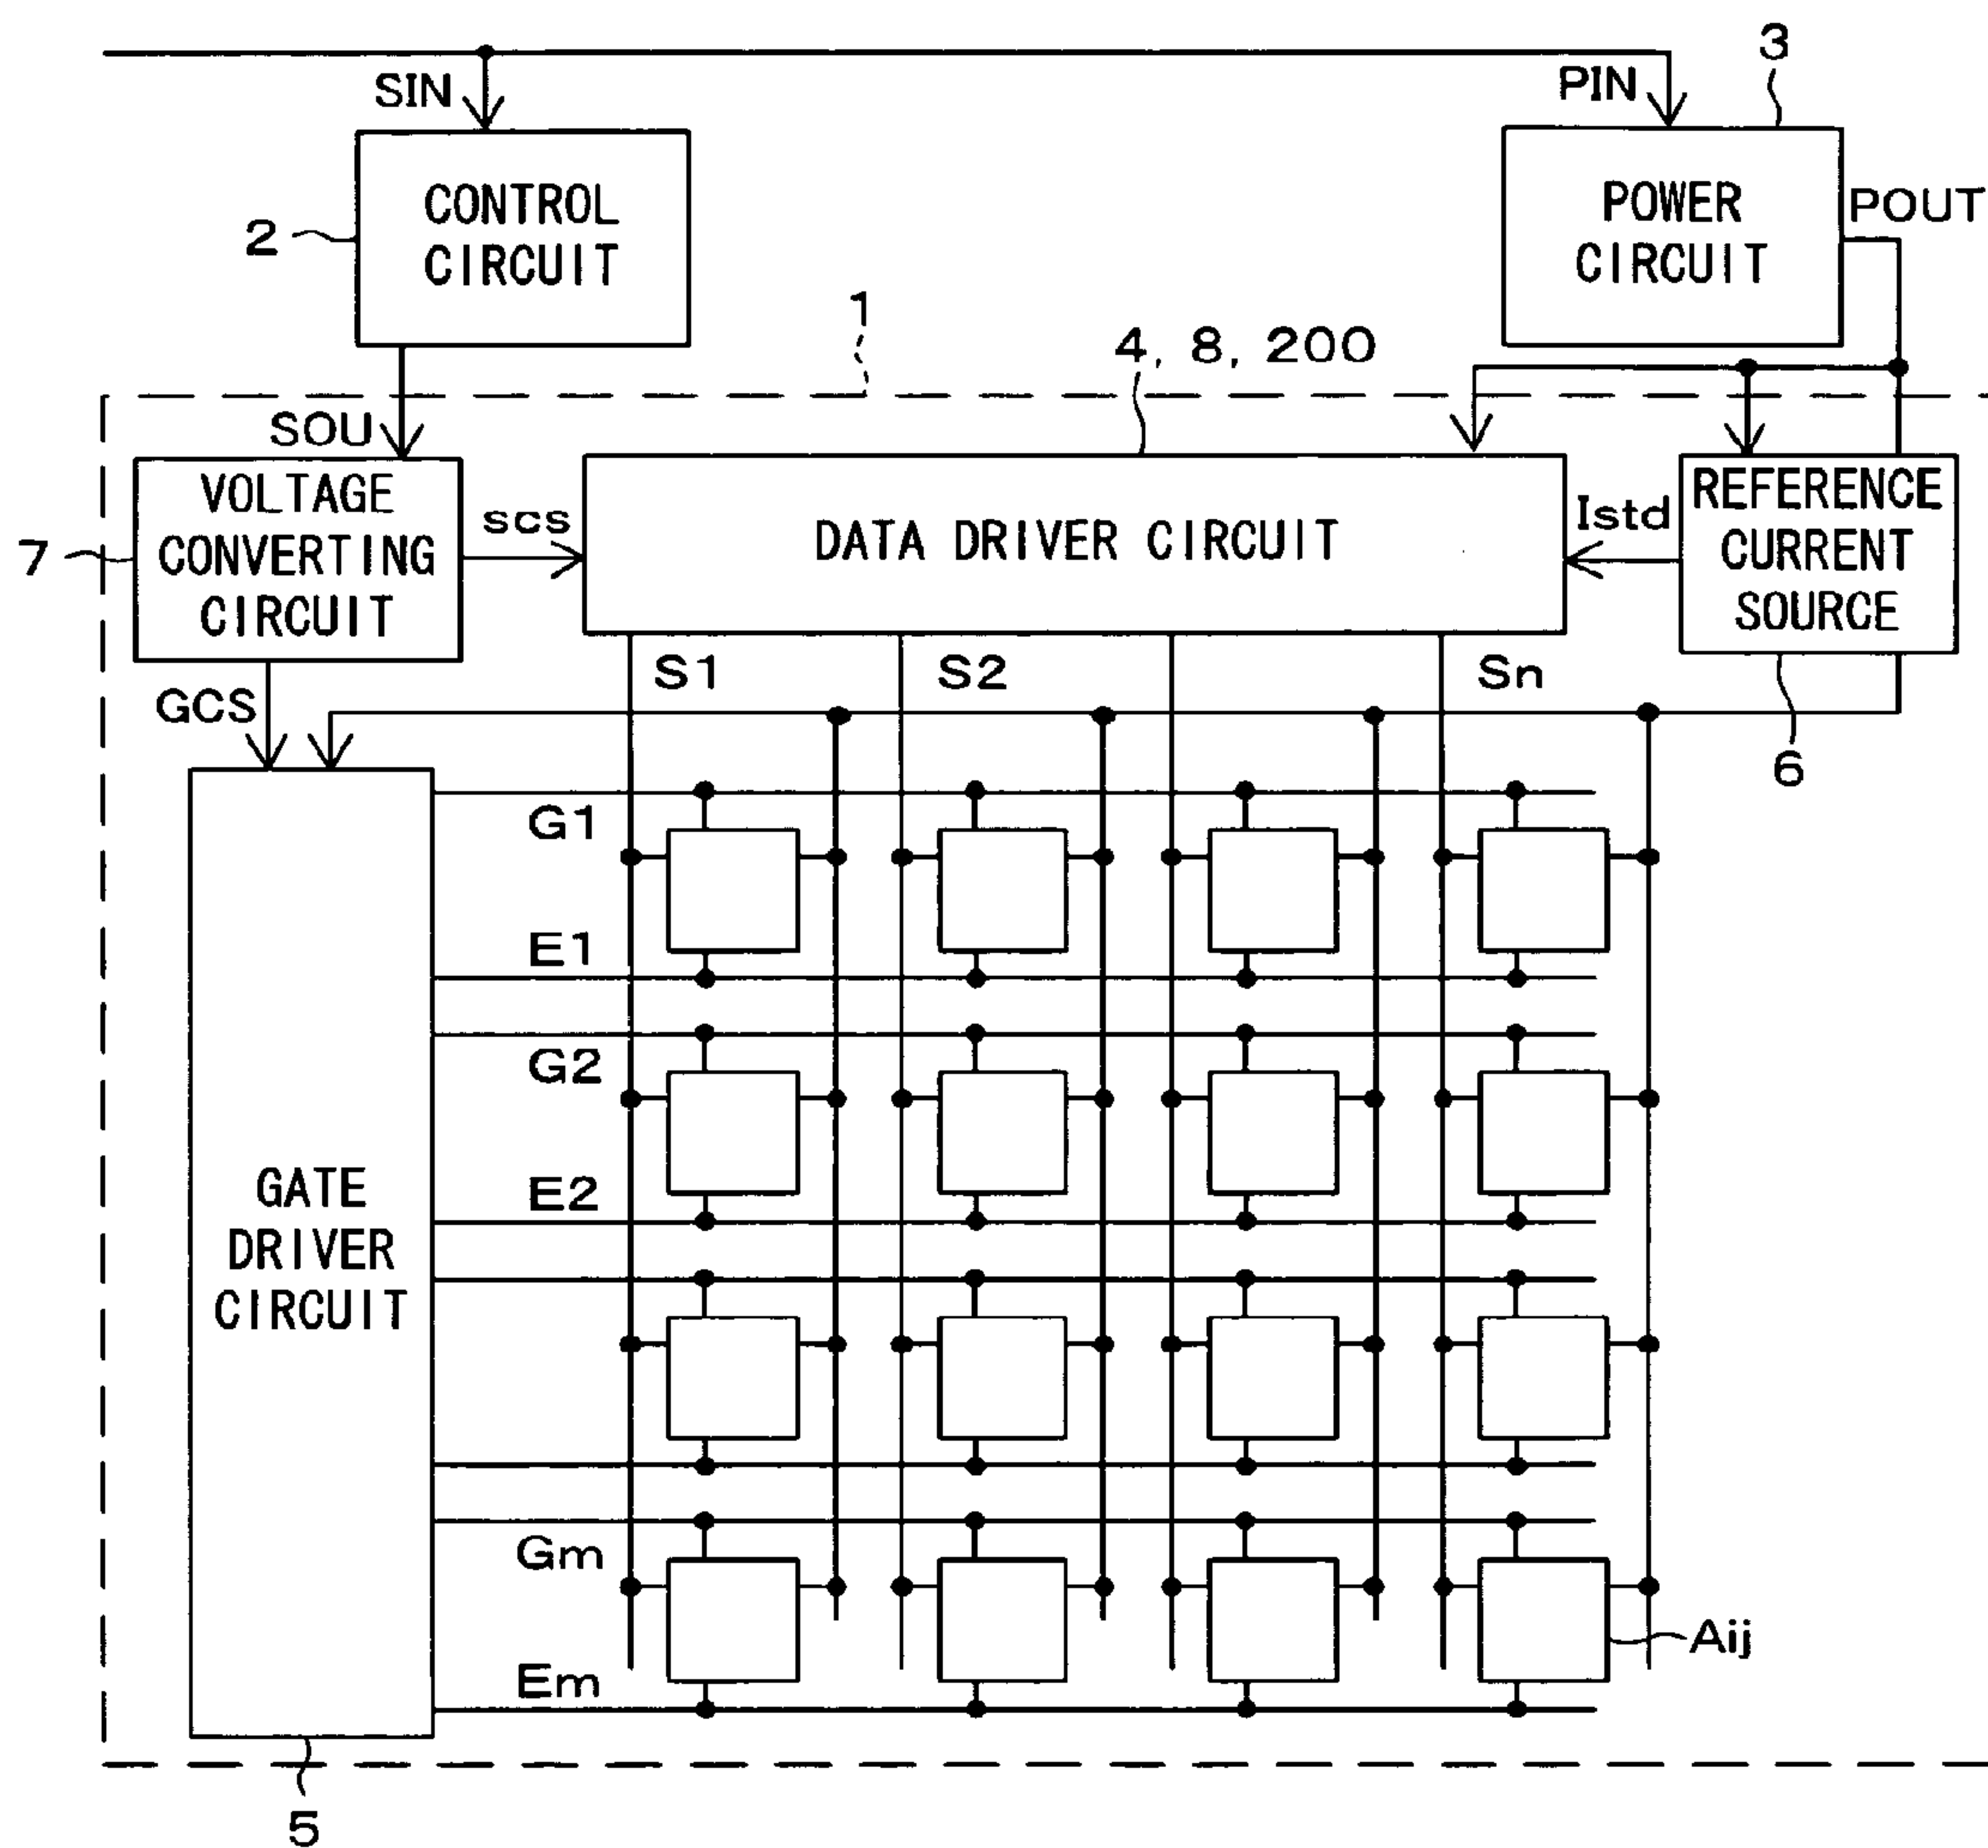 3
SIN
PIN
CONTROL
CIRCUIT
2
POWER
CIRCUIT
POUT
1
4, 8, 200
SOU
VOLTAGE
CONVERTING
CIRCUIT
7
scs
DATA DRIVER CIRCUIT
Istd
REFERENCE
CURRENT
SOURCE
S1
S2
Sn
GCS
6
G1
E1
G2
E2
GATE
DRIVER
CIRCUIT
Gm
Aij
Em
5